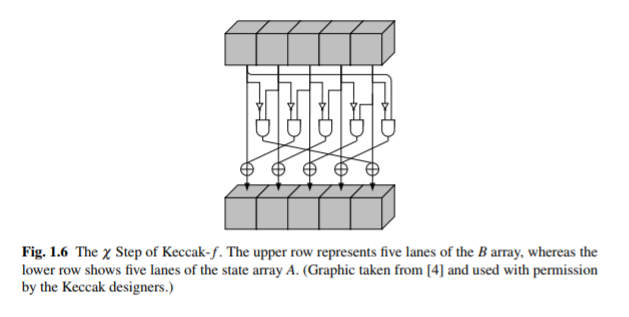 Fig. 1.6 The χ Step of Keccak-f. The upper row represents five lanes of the B array, whereas the
lower row shows five lanes of the state array A. (Graphic taken from [4] and used with permission
by the Keccak designers.)